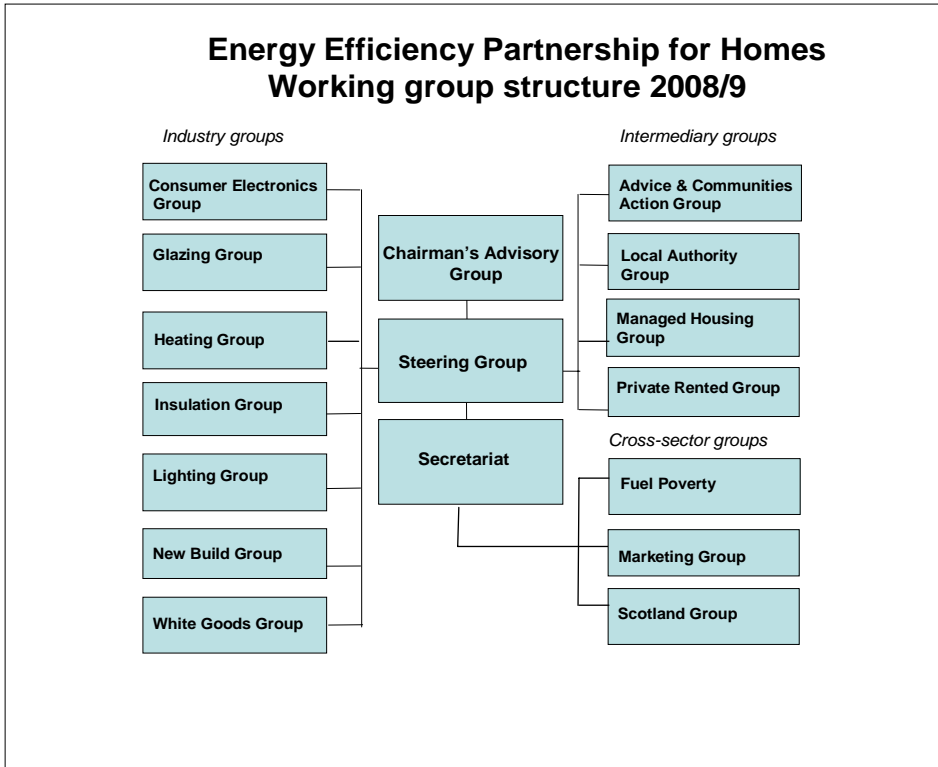 Energy Efficiency Partnership for Homes
Working group structure 2008/9
Industry groups
Consumer Electronics
Group
Glazing Group
Heating Group
Insulation Group
Lighting Group
New Build Group
White Goods Group
Chairman's Advisory
Group
Steering Group
Secretariat
Intermediary groups
Advice & Communities
Action Group
Local Authority
Group
Managed Housing
Group
Private Rented Group
Cross-sector groups
Fuel Poverty
Marketing Group
Scotland Group